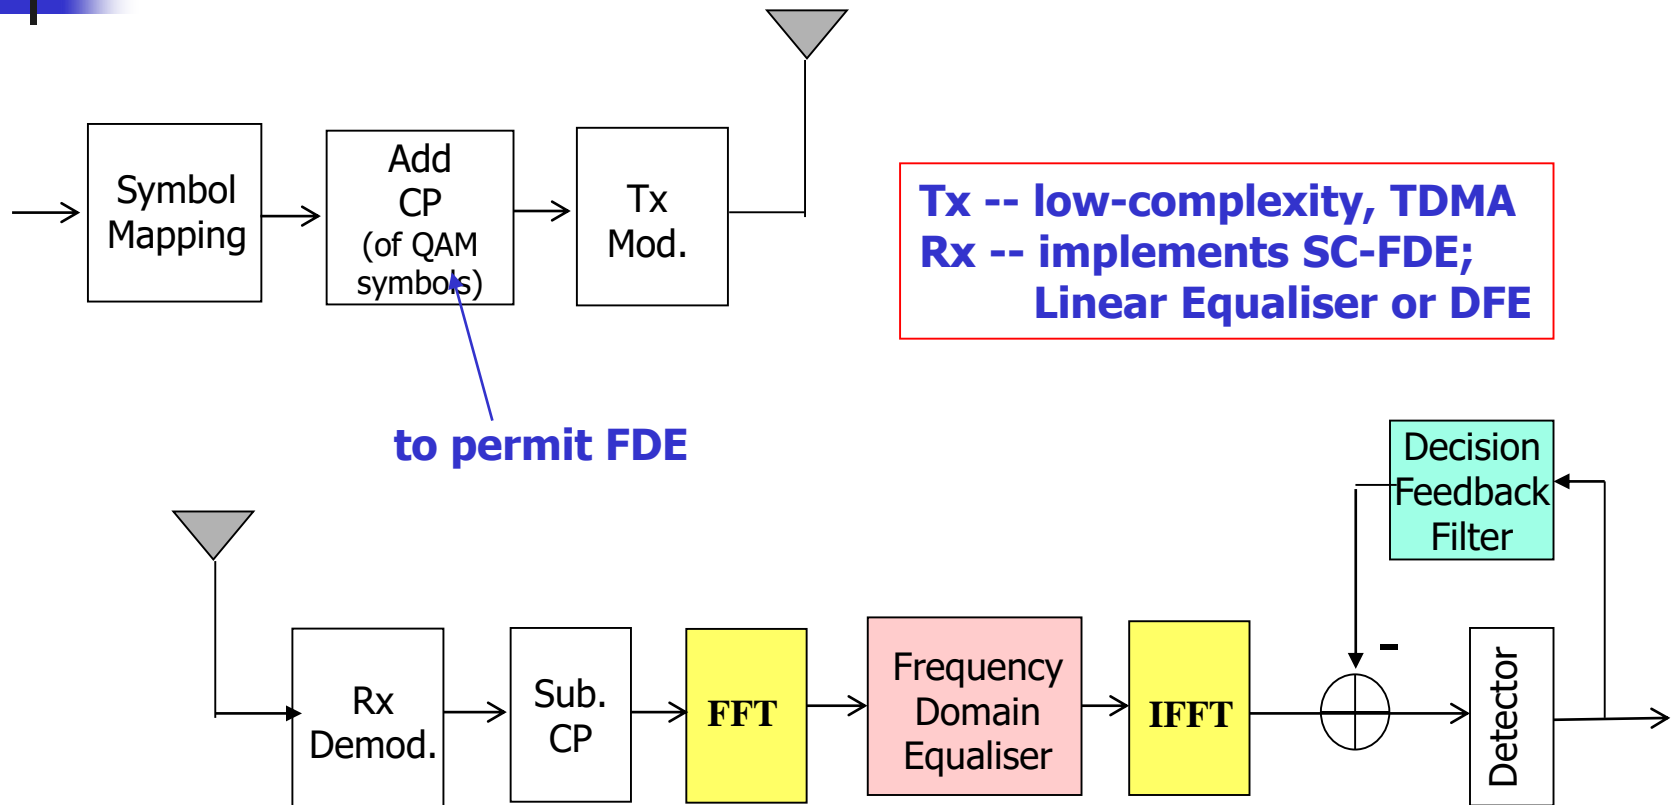 Symbol
Mapping
Add
CP
(of QAM
symbols)
Tx
Mod.
Tx -- low-complexity, TDMA
Rx -- implements SC-FDE;
Linear Equaliser or DFE
to permit FDE
Decision
Feedback
Filter
Rx
Demod.
Sub.
CP
FFT
Frequency
Domain
Equaliser
IFFT
-
Detector